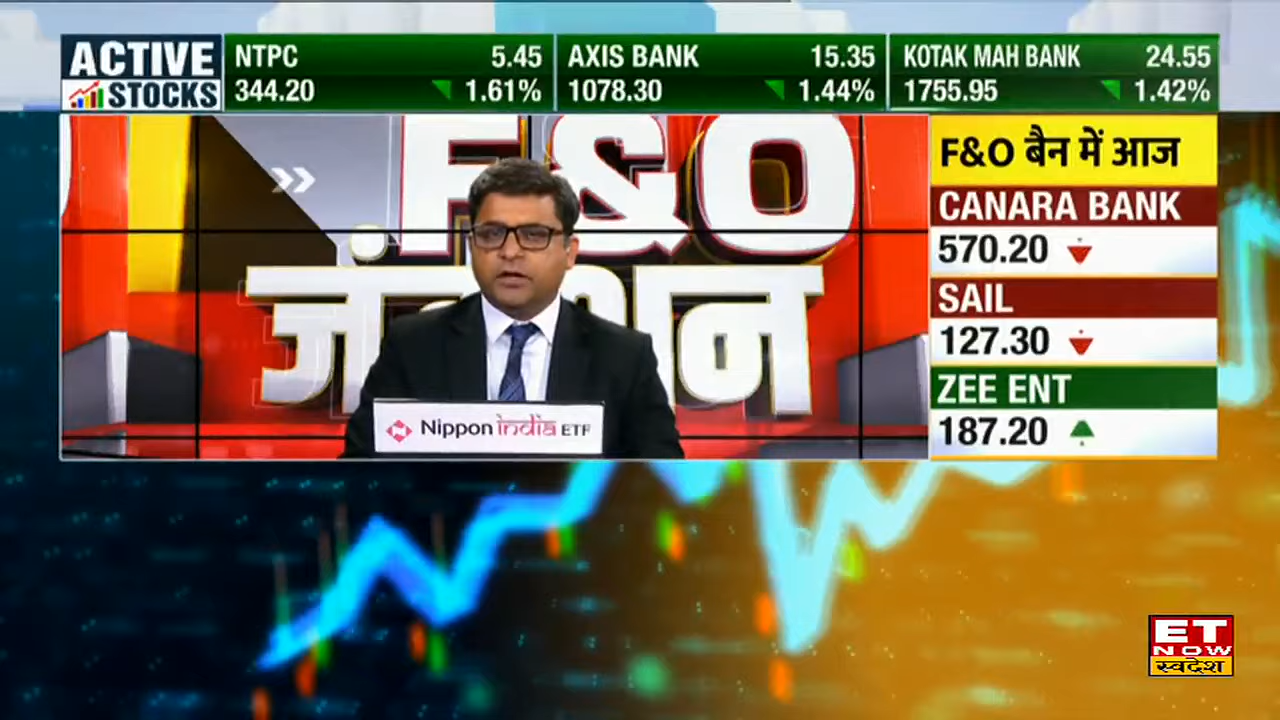 ACTIVE
STOCKS
NTPC 5.45
344.20 1.61%
AXIS BANK 15.35
1078.30 1.44%
KOTAK MAH BANK 24.55
1755.95 1.42%
F&O
Nippon india ETF
F&O बैन में आज
CANARA BANK
570.20
SAIL
127.30
ZEE ENT
187.20
ET
NOW
स्वदेश